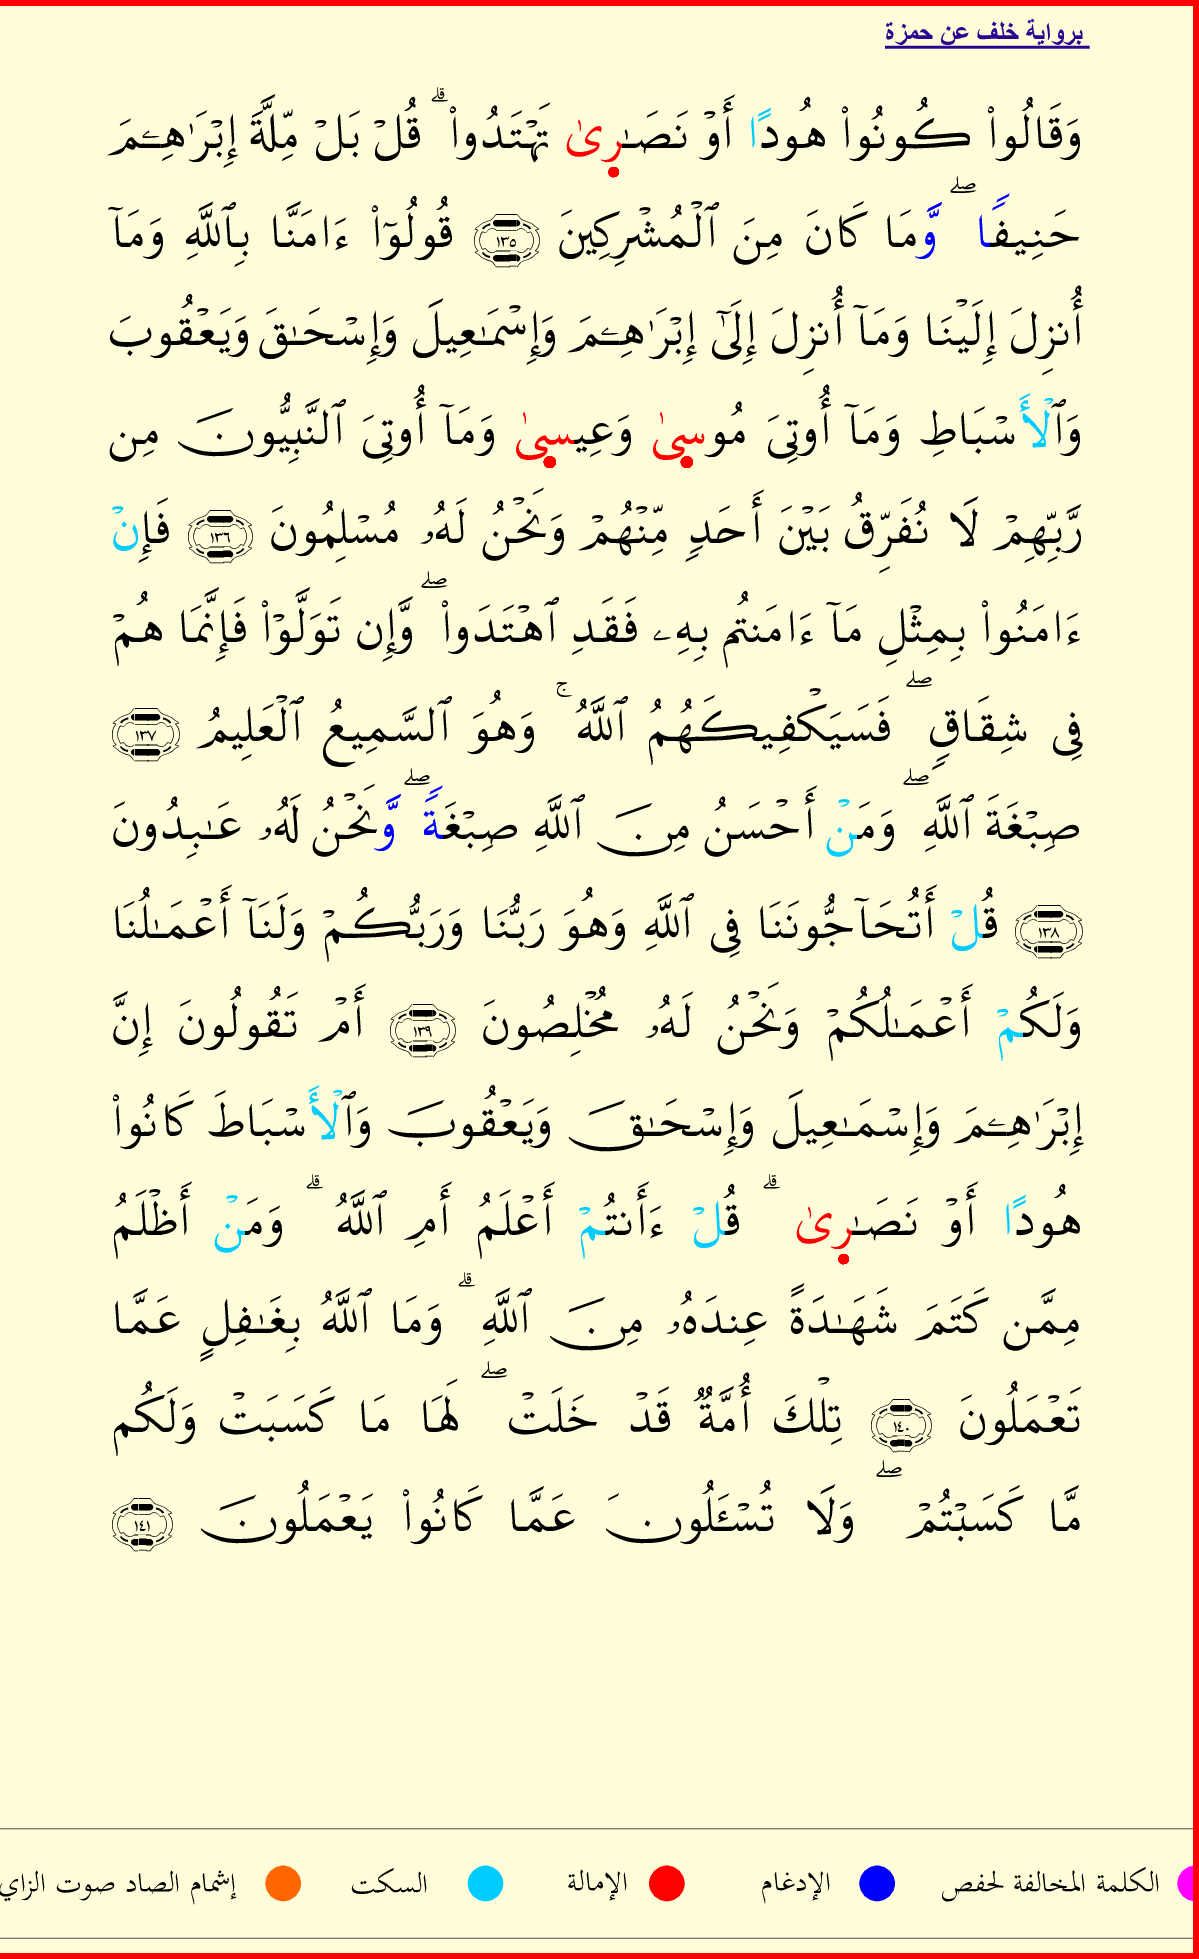 برواية خلف عن حمزة
وَقَالُوا۟ كُونُوا۟ هُودًا أَوۡ نَصَـٰرِىٰ تَهۡتَدُوا۟ ۗ قُلۡ بَلۡ مِّلَّةَ إِبۡرَٰهِـۧمَ
حَنِيفًا ۖ وَّمَا كَانَ مِنَ ٱلۡمُشۡرِكِينَ ١٣٥ قُولُوٓا۟ ءَامَنَّا بِٱللَّهِ وَمَآ
أُنزِلَ إِلَيۡنَا وَمَآ أُنزِلَ إِلَىٰٓ إِبۡرَٰهِـۧمَ وَإِسۡمَـٰعِيلَ وَإِسۡحَـٰقَ وَيَعۡقُوبَ
وَٱلۡأَسۡبَاطِ وَمَآ أُوتِىَ مُوسِىٰ وَعِيسِىٰ وَمَآ أُوتِىَ ٱلنَّبِيُّونَ مِن
رَّبِّهِمۡ لَا نُفَرِّقُ بَيۡنَ أَحَدٍ مِّنۡهُمۡ وَنَحۡنُ لَهُۥ مُسۡلِمُونَ ١٣٦ فَإِنۡ
ءَامَنُوا۟ بِمِثۡلِ مَآ ءَامَنتُم بِهِۦ فَقَدِ ٱهۡتَدَوا۟ ۖ وَّإِن تَوَلَّوۡا۟ فَإِنَّمَا هُمۡ
فِى شِقَاقٍ ۖ فَسَيَكۡفِيكَهُمُ ٱللَّهُ ۚ وَهُوَ ٱلسَّمِيعُ ٱلۡعَلِيمُ ١٣٧
صِبۡغَةَ ٱللَّهِ ۖ وَمَنۡ أَحۡسَنُ مِنَ ٱللَّهِ صِبۡغَةً ۖ وَّنَحۡنُ لَهُۥ عَـٰبِدُونَ
١٣٨ قُلۡ أَتُحَآجُّونَنَا فِى ٱللَّهِ وَهُوَ رَبُّنَا وَرَبُّكُمۡ وَلَنَآ أَعۡمَـٰلُنَا
وَلَكُمۡ أَعۡمَـٰلُكُمۡ وَنَحۡنُ لَهُۥ مُخۡلِصُونَ ١٣٩ أَمۡ تَقُولُونَ إِنَّ
إِبۡرَٰهِـۧمَ وَإِسۡمَـٰعِيلَ وَإِسۡحَـٰقَ وَيَعۡقُوبَ وَٱلۡأَسۡبَاطَ كَانُوا۟
هُودًا أَوۡ نَصَـٰرِىٰ ۗ قُلۡ ءَأَنتُمۡ أَعۡلَمُ أَمِ ٱللَّهُ ۗ وَمَنۡ أَظۡلَمُ
مِمَّن كَتَمَ شَهَـٰدَةً عِندَهُۥ مِنَ ٱللَّهِ ۗ وَمَا ٱللَّهُ بِغَـٰفِلٍ عَمَّا
تَعۡمَلُونَ ١٤٠ تِلۡكَ أُمَّةٌ قَدۡ خَلَتۡ ۖ لَهَا مَا كَسَبَتۡ وَلَكُم
مَّا كَسَبۡتُمۡ ۖ وَلَا تُسۡـَٔلُونَ عَمَّا كَانُوا۟ يَعۡمَلُونَ ١٤١
الكلمة المخالفة لحفص الإدغام الإمالة السكت إشمام الصاد صوت الزاي